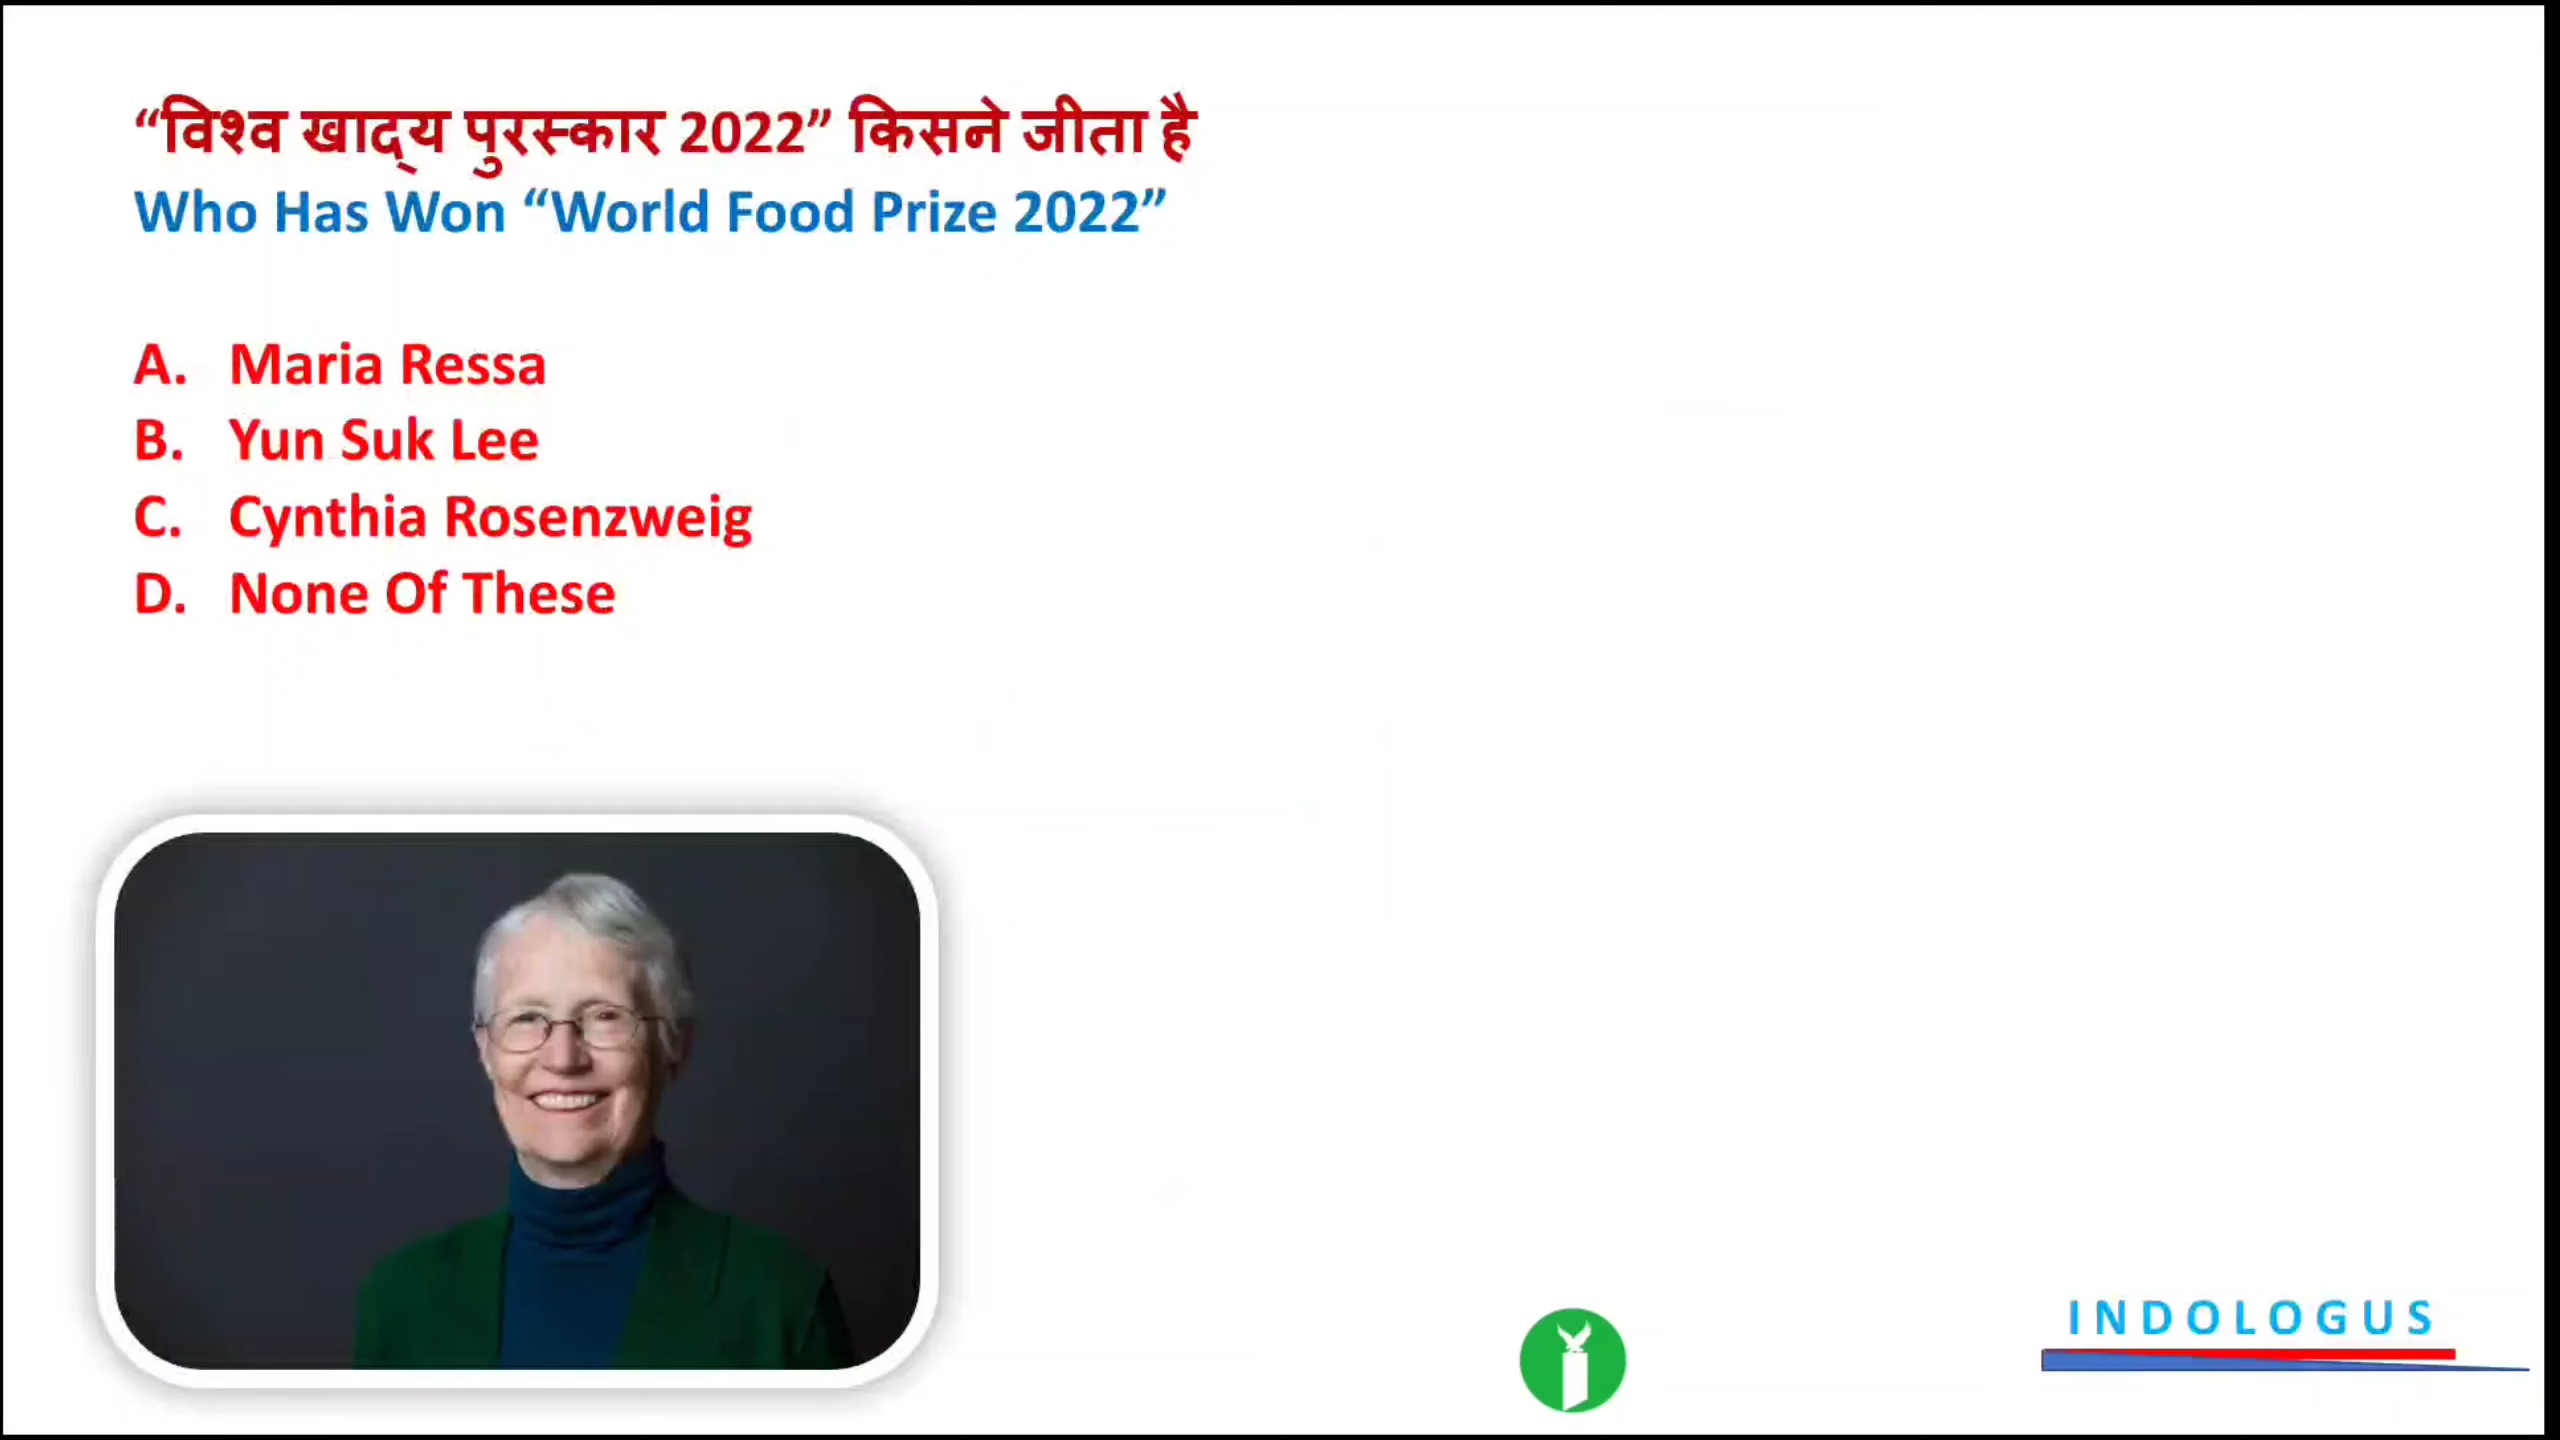 “विश्व खाद्य पुरस्कार 2022” किसने जीता है
Who Has Won “World Food Prize 2022”
A. Maria Ressa
B. Yun Suk Lee
C. Cynthia Rosenzweig
D. None Of These
INDOLOGUS